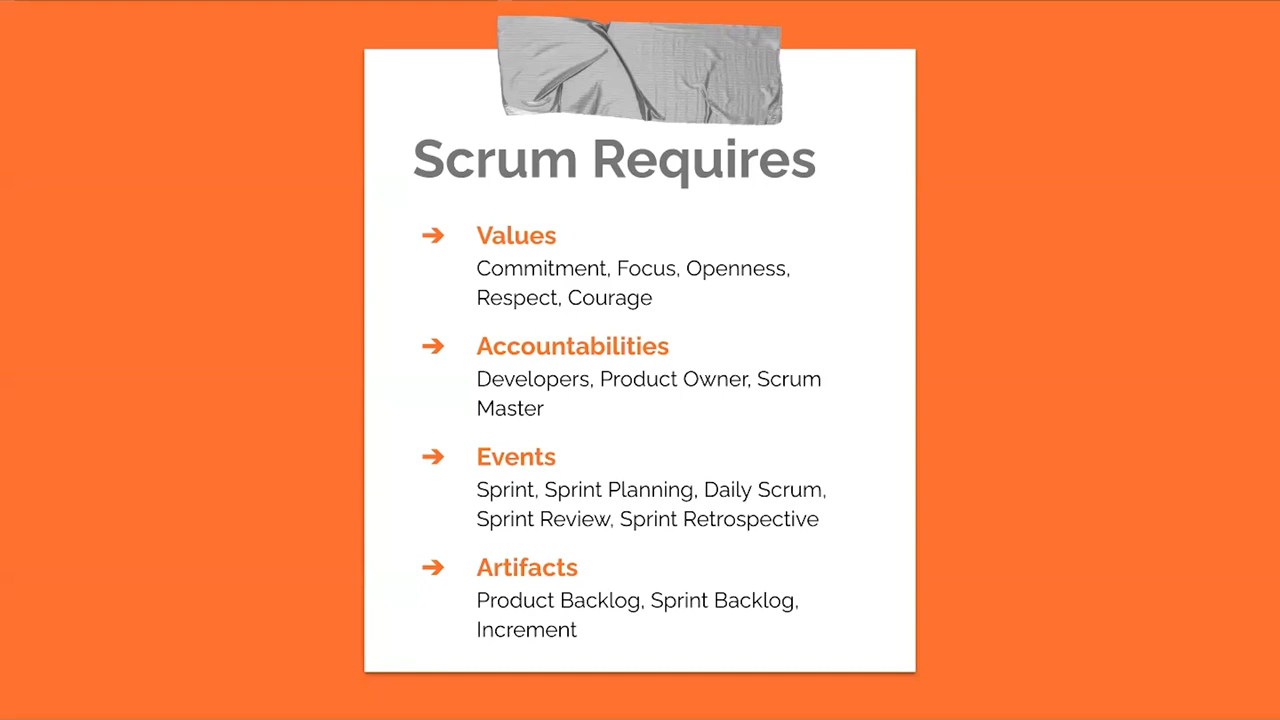 Scrum Requires
➔ Values
Commitment, Focus, Openness,
Respect, Courage
➔ Accountabilities
Developers, Product Owner, Scrum
Master
➔ Events
Sprint, Sprint Planning, Daily Scrum,
Sprint Review, Sprint Retrospective
➔ Artifacts
Product Backlog, Sprint Backlog,
Increment